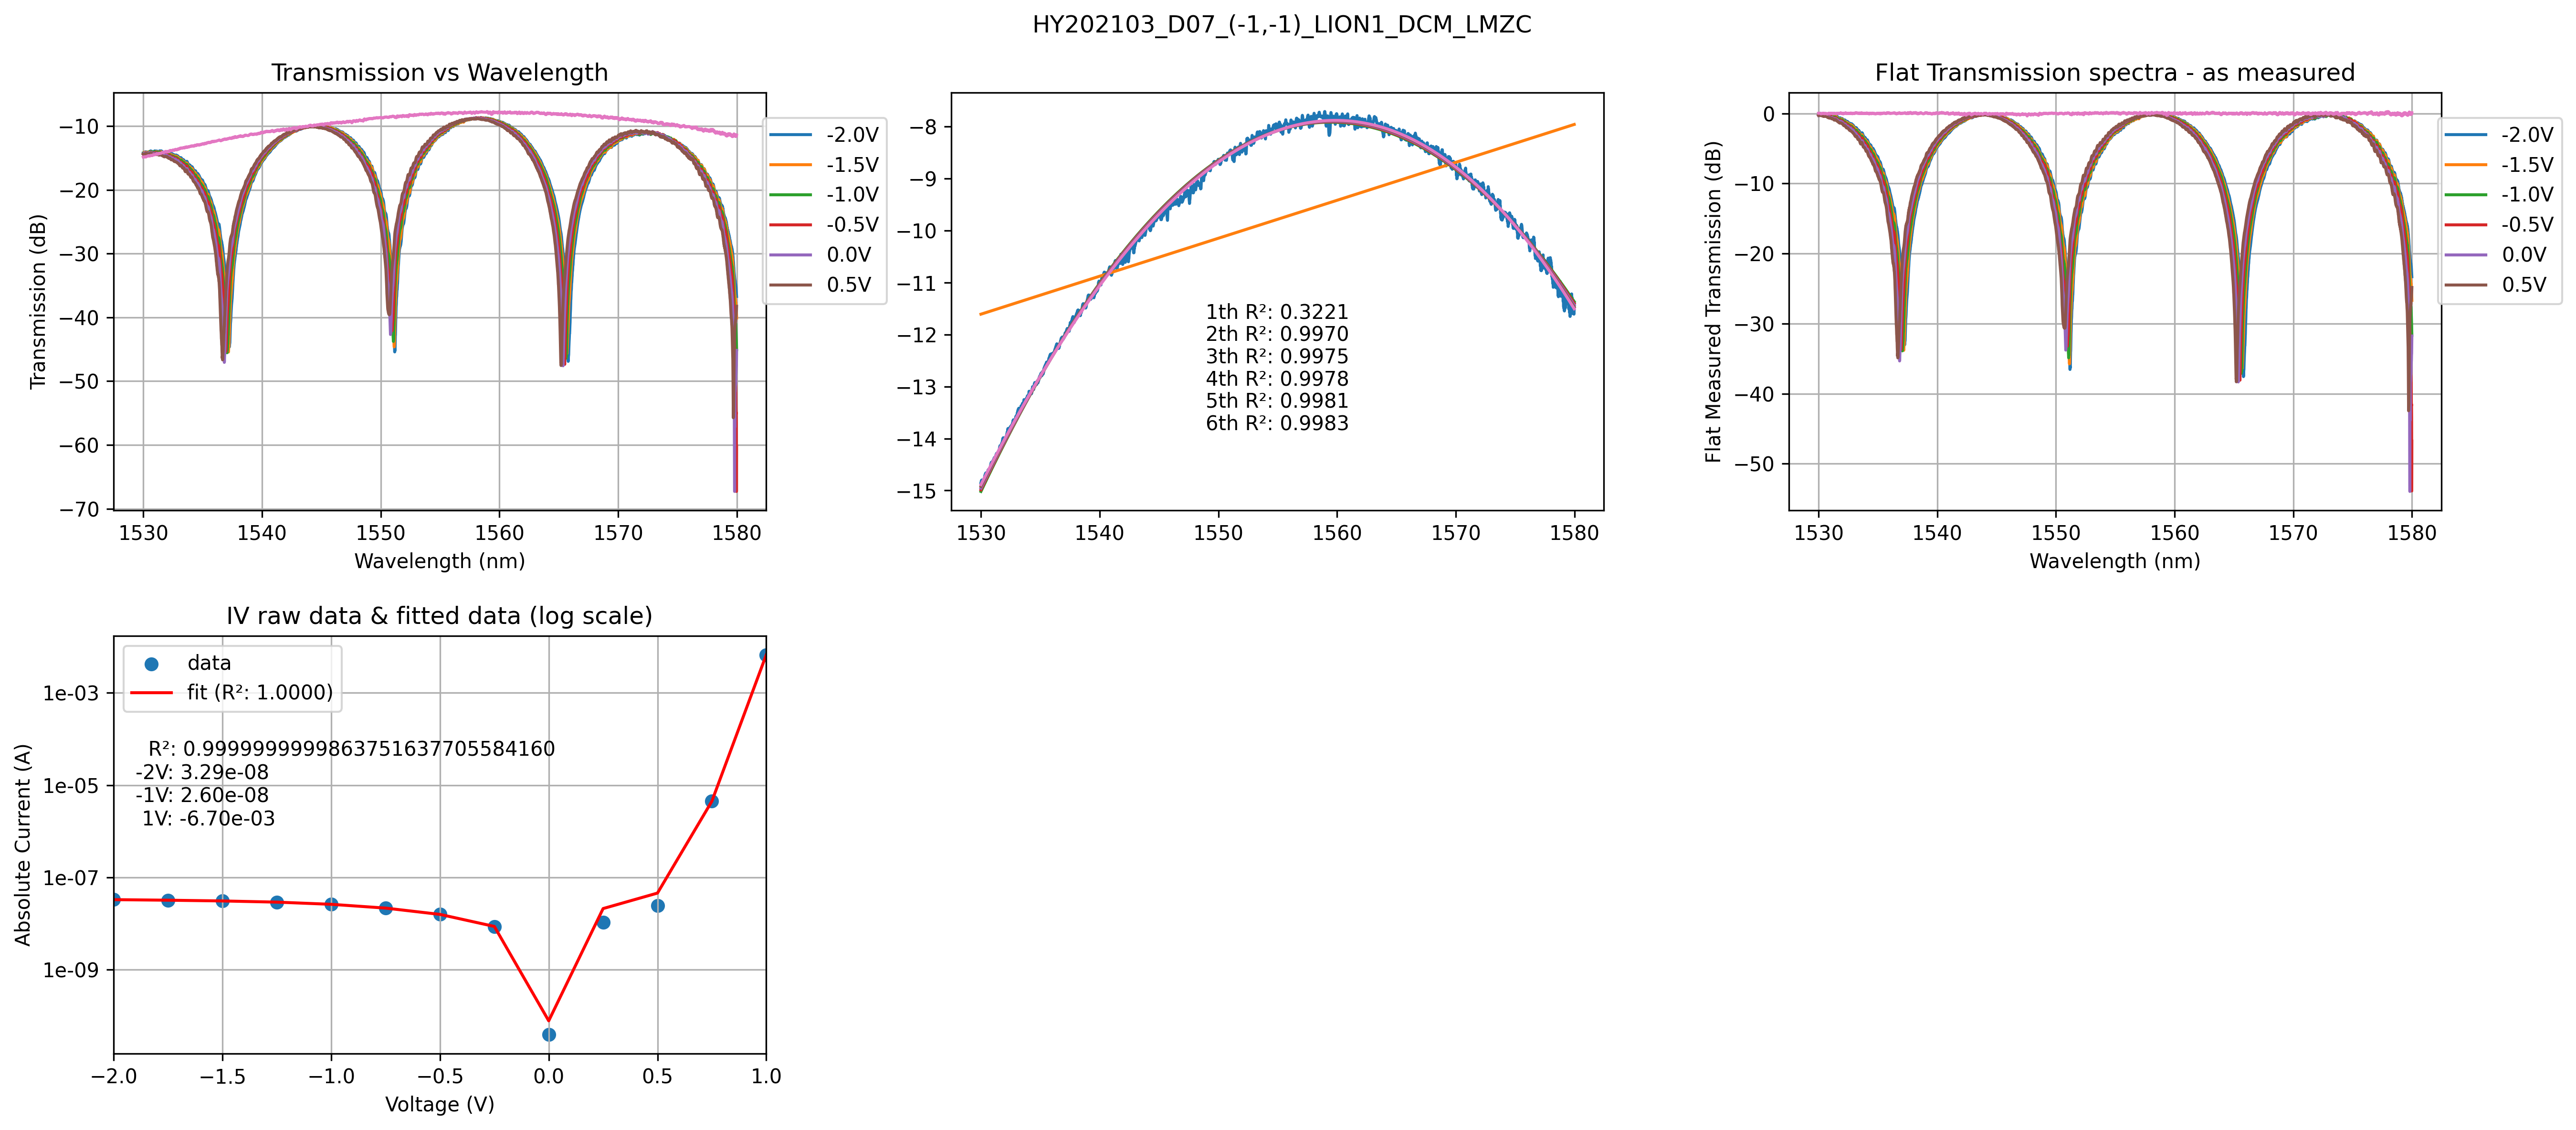 HY202103_D07_(-1,-1)_LION1_DCM_LMZC
Transmission vs Wavelength
Transmission (dB)
−10
−20
−30
−40
−50
−60
−70
1530
1540
1550
1560
1570
1580
Wavelength (nm)
-2.0V
-1.5V
-1.0V
-0.5V
0.0V
0.5V
−8
−9
−10
−11
−12
−13
−14
−15
1th R²: 0.3221
2th R²: 0.9970
3th R²: 0.9975
4th R²: 0.9978
5th R²: 0.9981
6th R²: 0.9983
1530
1540
1550
1560
1570
1580
Flat Transmission spectra - as measured
Flat Measured Transmission (dB)
0
−10
−20
−30
−40
−50
1530
1540
1550
1560
1570
1580
Wavelength (nm)
-2.0V
-1.5V
-1.0V
-0.5V
0.0V
0.5V
IV raw data & fitted data (log scale)
Absolute Current (A)
1e-03
1e-05
1e-07
1e-09
data
fit (R²: 1.0000)
R²: 0.9999999999863751637705584160
-2V: 3.29e-08
-1V: 2.60e-08
1V: -6.70e-03
−2.0
−1.5
−1.0
−0.5
0.0
0.5
1.0
Voltage (V)